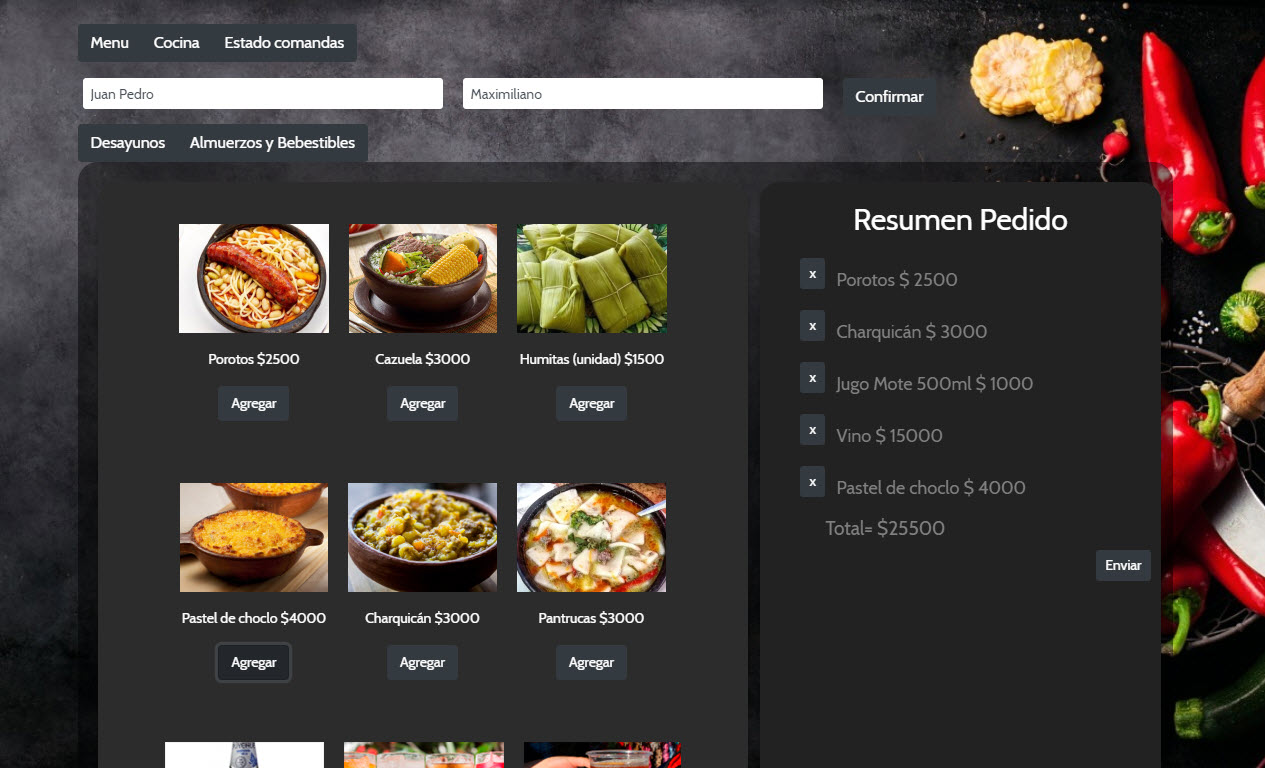 Menu Cocina Estado comandas
Juan Pedro Maximiliano Confirmar
Desayunos Almuerzos y Bebestibles
Porotos $2500 Cazuela $3000 Humitas (unidad) $1500
Agregar Agregar Agregar
Pastel de choclo $4000 Charquicán $3000 Pantrucas $3000
Agregar Agregar Agregar
Resumen Pedido
x Porotos $ 2500
x Charquicán $ 3000
x Jugo Mote 500ml $ 1000
x Vino $ 15000
x Pastel de choclo $ 4000
Total= $25500
Enviar